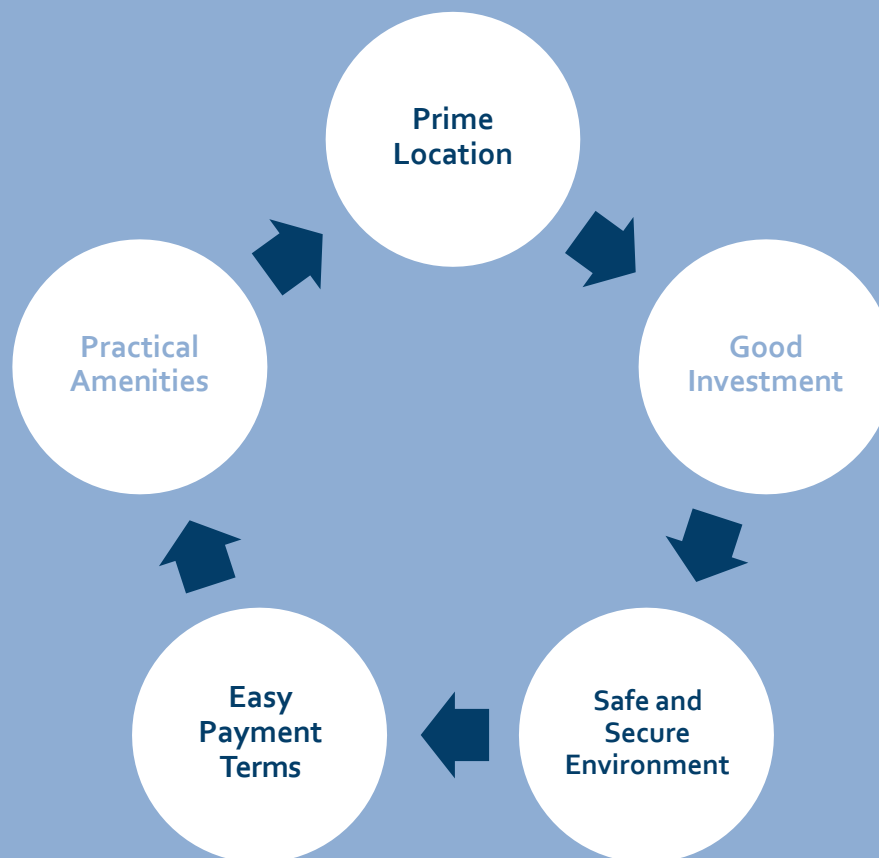 Prime
Location
Good
Investment
Safe and
Secure
Environment
Easy
Payment
Terms
Practical
Amenities